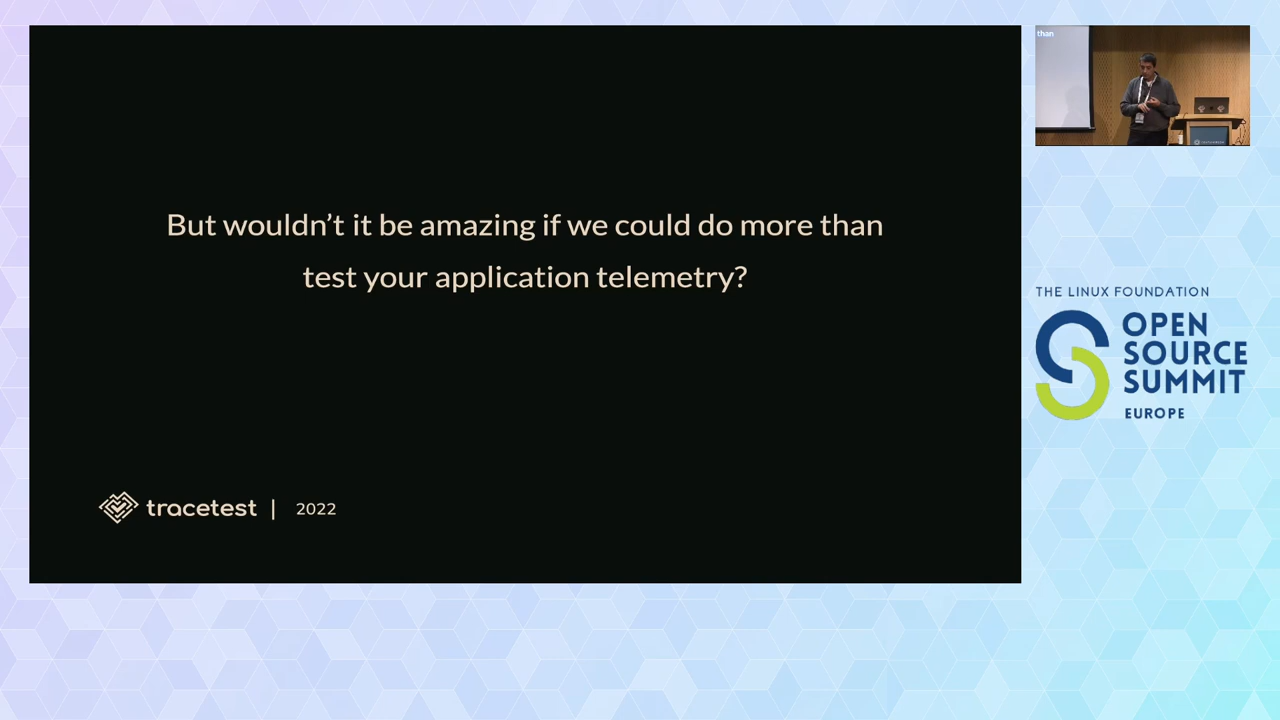 than
But wouldn't it be amazing if we could do more than
test your application telemetry?
tracetest | 2022
THE LINUX FOUNDATION
OPEN
SOURCE
SUMMIT
EUROPE